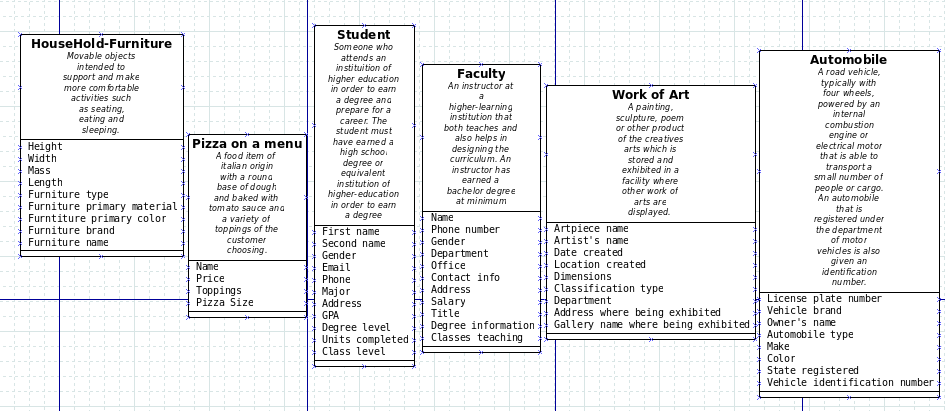 HouseHold-Furniture
Movable objects
intended to
support and make
more comfortable
activities such
as seating,
eating and
sleeping.
Height
Width
Mass
Length
Furniture type
Furniture primary material
Furntiture primary color
Furniture brand
Furniture name
Pizza on a menu
A food item of
italian origin
with a round
base of dough
and baked with
tomato sauce and
a variety of
toppings of the
customer
choosing.
Name
Price
Toppings
Pizza Size
Student
Someone who
attends an
instituition of
higher education
in order to earn
a degree and
prepare for a
career. The
student must
have earned a
high school
degree or
equivalent
institution of
higher-education
in order to earn
a degree
First name
Second name
Gender
Email
Phone
Major
Address
GPA
Degree level
Units completed
Class level
Faculty
An instructor at
a
higher-learning
institution that
both teaches and
also helps in
designing the
curriculum. An
instructor has
earned a
bachelor degree
at minimum
Name
Phone number
Gender
Department
Office
Contact info
Address
Salary
Title
Degree information
Classes teaching
Work of Art
A painting,
sculpture, poem
or other product
of the creatives
arts which is
stored and
exhibited in a
facility where
other work of
arts are
displayed.
Artpiece name
Artist's name
Date created
Location created
Dimensions
Classification type
Department
Address where being exhibited
Gallery name where being exhibited
Automobile
A road vehicle,
typically with
four wheels,
powered by an
internal
combustion
engine or
electrical motor
that is able to
transport a
small number of
people or cargo.
An automobile
that is
registered under
the department
of motor
vehicles is also
given an
identification
number.
License plate number
Vehicle brand
Owner's name
Automobile type
Make
Color
State registered
Vehicle identification number